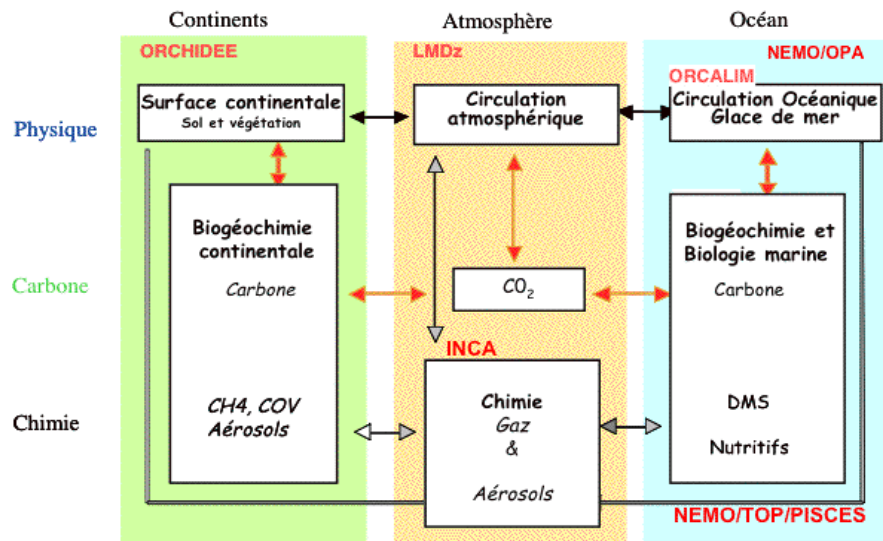 Continents
Atmosphère
Océan
ORCHIDEE
LMDz
NEMO/OPA
ORCALIM
Physique
Surface continentale
Sol et végétation
Circulation
atmosphérique
Circulation Océanique
Glace de mer
Biogéochimie
continentale
Carbone
CH4, COV
Aérosols
Carbone
CO2
Biogéochimie et
Biologie marine
Carbone
DMS
Nutritifs
INCA
Chimie
Chimie
Gaz
&
Aérosols
NEMO/TOP/PISCES